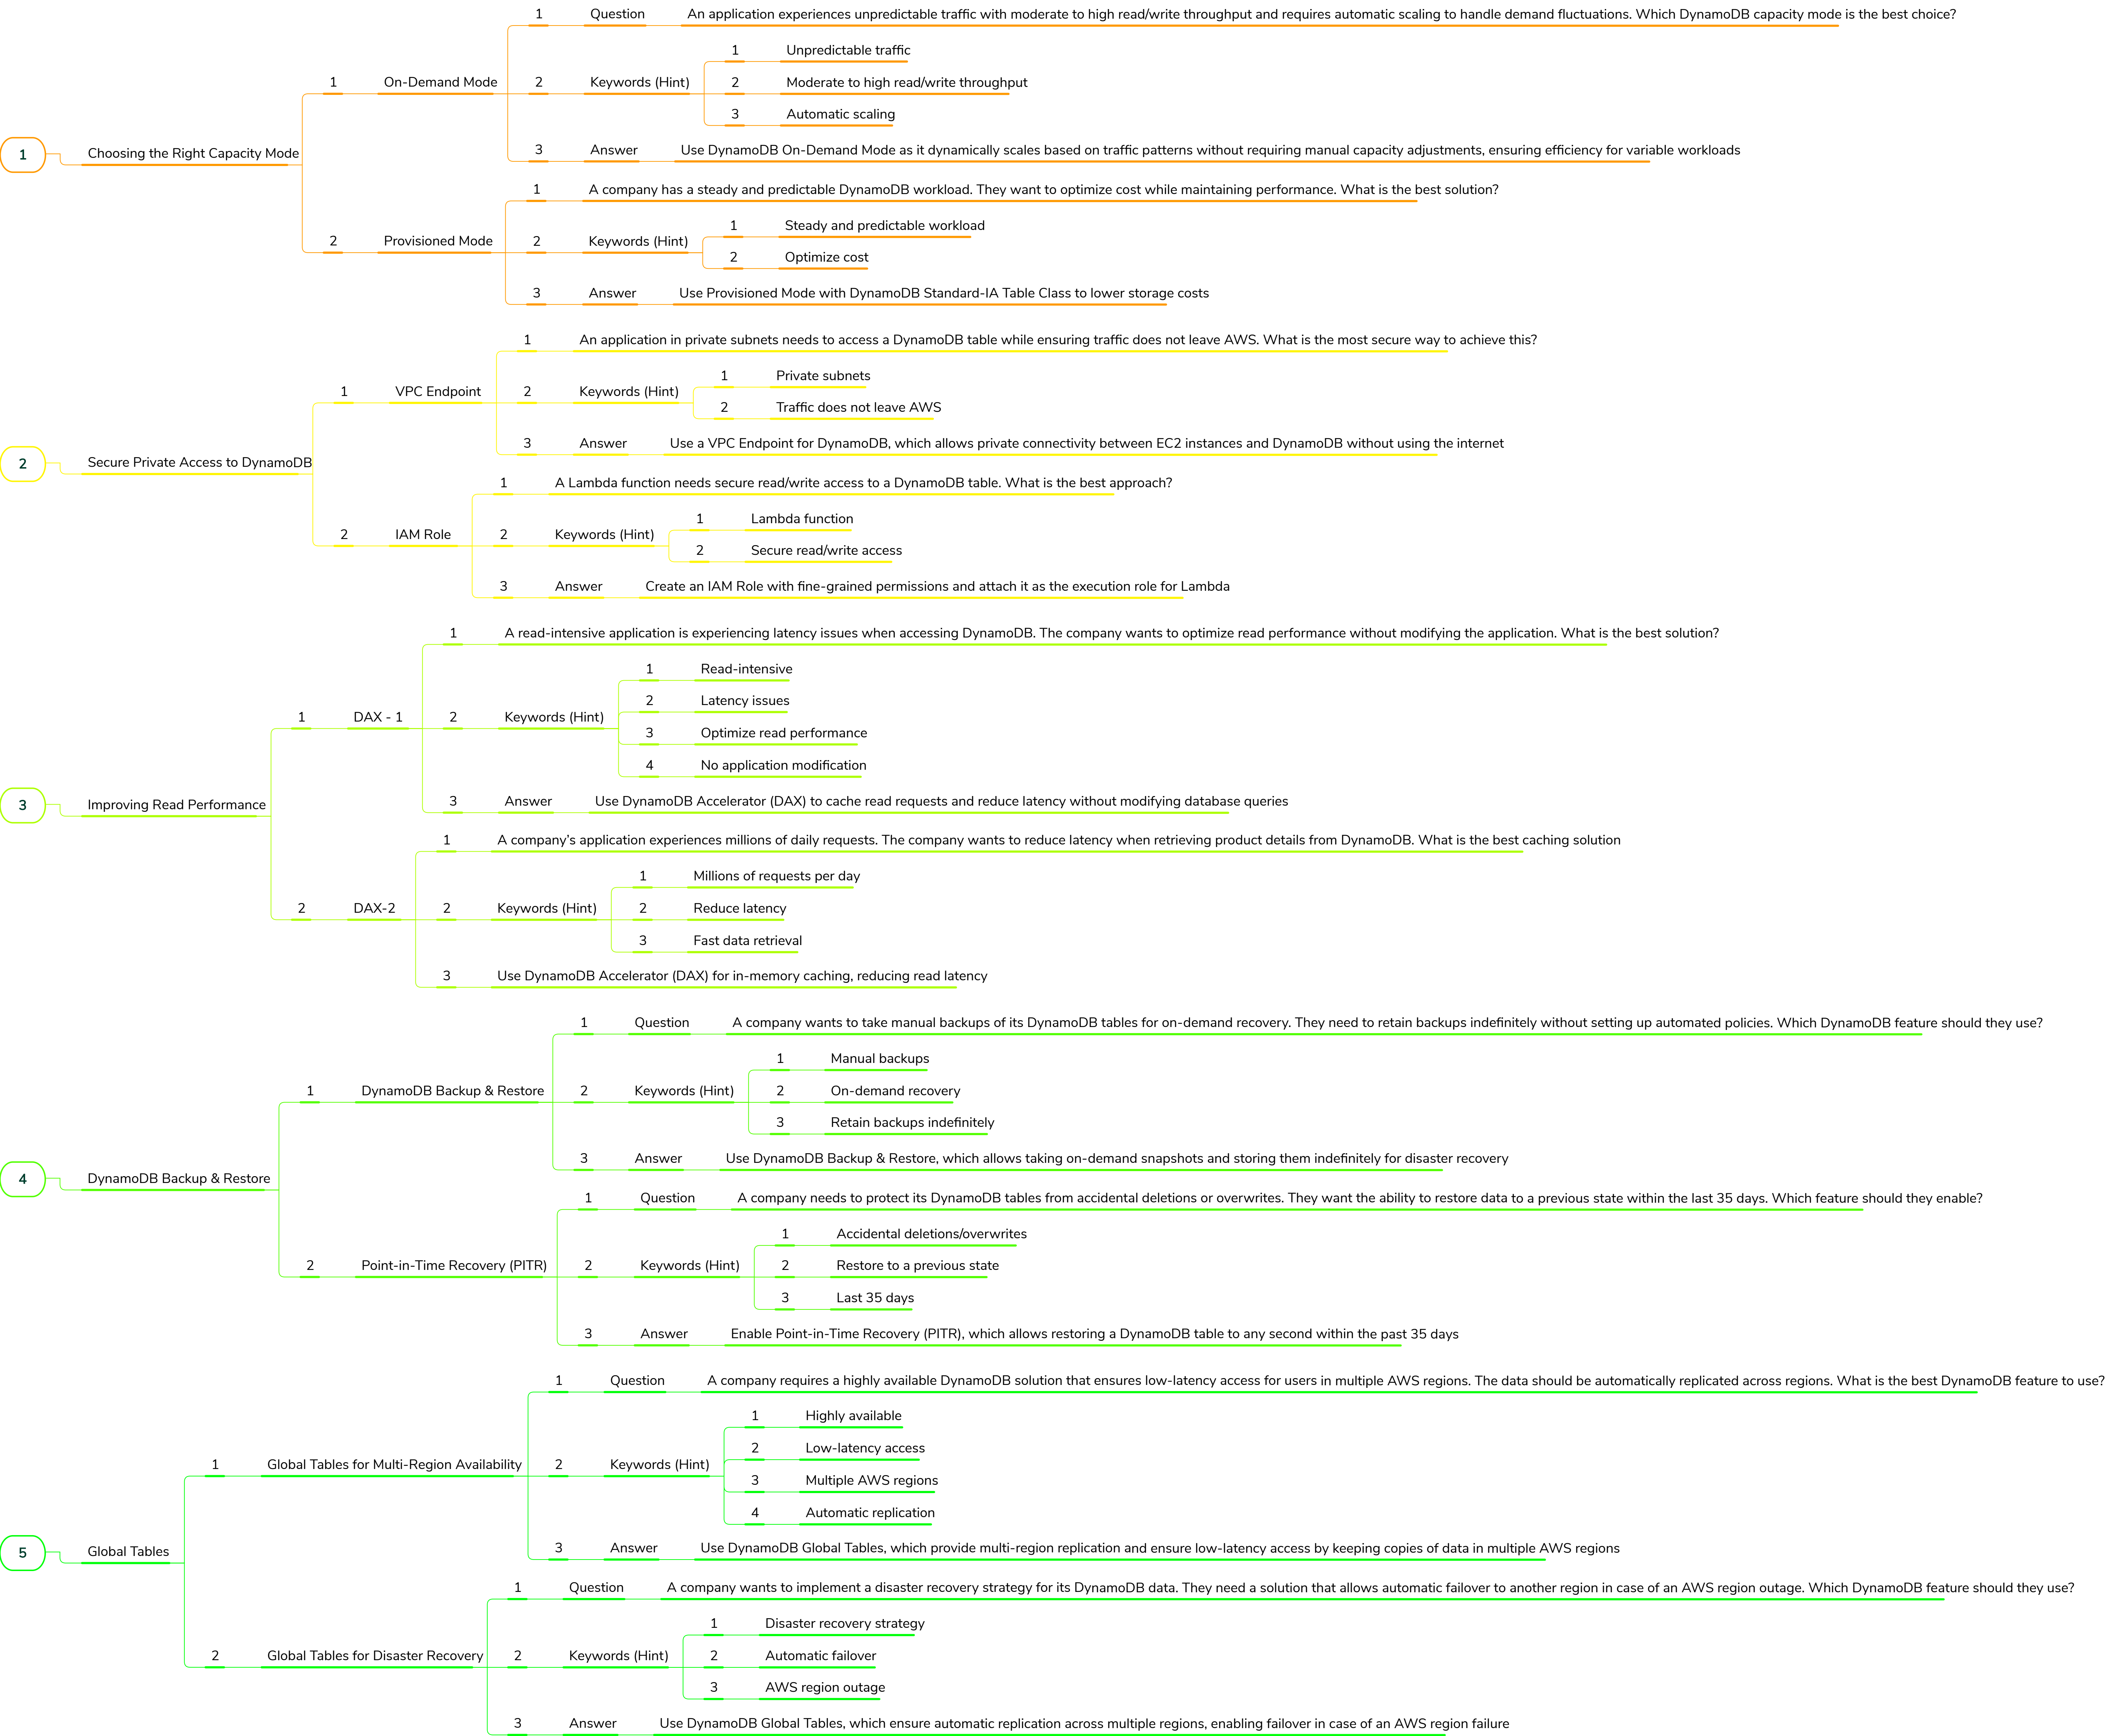 1
Choosing the Right Capacity Mode
1
On-Demand Mode
1
Question
An application experiences unpredictable traffic with moderate to high read/write throughput and requires automatic scaling to handle demand fluctuations. Which DynamoDB capacity mode is the best choice?
2
Keywords (Hint)
1
Unpredictable traffic
2
Moderate to high read/write throughput
3
Automatic scaling
3
Answer
Use DynamoDB On-Demand Mode as it dynamically scales based on traffic patterns without requiring manual capacity adjustments, ensuring efficiency for variable workloads
2
Provisioned Mode
1
A company has a steady and predictable DynamoDB workload. They want to optimize cost while maintaining performance. What is the best solution?
2
Keywords (Hint)
1
Steady and predictable workload
2
Optimize cost
3
Answer
Use Provisioned Mode with DynamoDB Standard-IA Table Class to lower storage costs
2
Secure Private Access to DynamoDB
1
VPC Endpoint
1
An application in private subnets needs to access a DynamoDB table while ensuring traffic does not leave AWS. What is the most secure way to achieve this?
2
Keywords (Hint)
1
Private subnets
2
Traffic does not leave AWS
3
Answer
Use a VPC Endpoint for DynamoDB, which allows private connectivity between EC2 instances and DynamoDB without using the internet
2
IAM Role
1
A Lambda function needs secure read/write access to a DynamoDB table. What is the best approach?
2
Keywords (Hint)
1
Lambda function
2
Secure read/write access
3
Answer
Create an IAM Role with fine-grained permissions and attach it as the execution role for Lambda
3
Improving Read Performance
1
DAX - 1
1
A read-intensive application is experiencing latency issues when accessing DynamoDB. The company wants to optimize read performance without modifying the application. What is the best solution?
2
Keywords (Hint)
1
Read-intensive
2
Latency issues
3
Optimize read performance
4
No application modification
3
Answer
Use DynamoDB Accelerator (DAX) to cache read requests and reduce latency without modifying database queries
2
DAX-2
1
A company's application experiences millions of daily requests. The company wants to reduce latency when retrieving product details from DynamoDB. What is the best caching solution
2
Keywords (Hint)
1
Millions of requests per day
2
Reduce latency
3
Fast data retrieval
3
Use DynamoDB Accelerator (DAX) for in-memory caching, reducing read latency
4
DynamoDB Backup & Restore
1
DynamoDB Backup & Restore
1
Question
A company wants to take manual backups of its DynamoDB tables for on-demand recovery. They need to retain backups indefinitely without setting up automated policies. Which DynamoDB feature should they use?
2
Keywords (Hint)
1
Manual backups
2
On-demand recovery
3
Retain backups indefinitely
3
Answer
Use DynamoDB Backup & Restore, which allows taking on-demand snapshots and storing them indefinitely for disaster recovery
2
Point-in-Time Recovery (PITR)
1
Question
A company needs to protect its DynamoDB tables from accidental deletions or overwrites. They want the ability to restore data to a previous state within the last 35 days. Which feature should they enable?
2
Keywords (Hint)
1
Accidental deletions/overwrites
2
Restore to a previous state
3
Last 35 days
3
Answer
Enable Point-in-Time Recovery (PITR), which allows restoring a DynamoDB table to any second within the past 35 days
5
Global Tables
1
Global Tables for Multi-Region Availability
1
Question
A company requires a highly available DynamoDB solution that ensures low-latency access for users in multiple AWS regions. The data should be automatically replicated across regions. What is the best DynamoDB feature to use?
2
Keywords (Hint)
1
Highly available
2
Low-latency access
3
Multiple AWS regions
4
Automatic replication
3
Answer
Use DynamoDB Global Tables, which provide multi-region replication and ensure low-latency access by keeping copies of data in multiple AWS regions
2
Global Tables for Disaster Recovery
1
Question
A company wants to implement a disaster recovery strategy for its DynamoDB data. They need a solution that allows automatic failover to another region in case of an AWS region outage. Which DynamoDB feature should they use?
2
Keywords (Hint)
1
Disaster recovery strategy
2
Automatic failover
3
AWS region outage
3
Answer
Use DynamoDB Global Tables, which ensure automatic replication across multiple regions, enabling failover in case of an AWS region failure